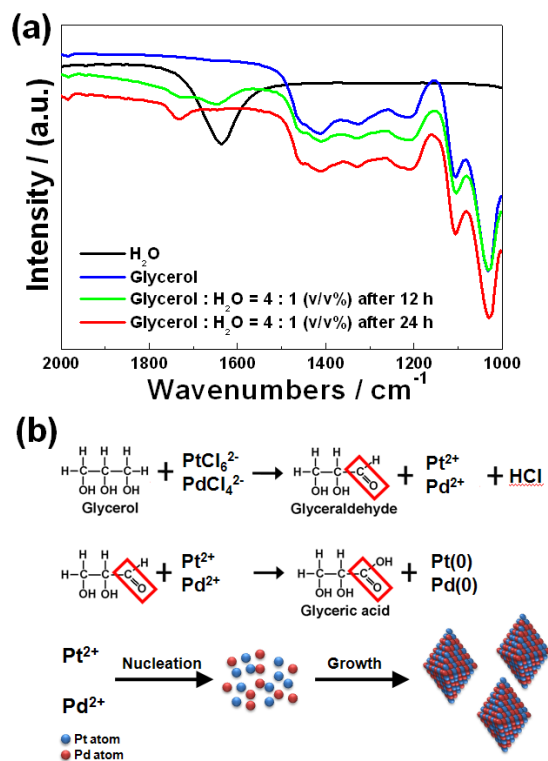 (a)
Intensity / (a.u.)
H₂O
Glycerol
Glycerol : H₂O = 4 : 1 (v/v%) after 12 h
Glycerol : H₂O = 4 : 1 (v/v%) after 24 h
2000 1800 1600 1400 1200 1000
Wavenumbers / cm⁻¹
(b)
H H H
H C C C H + PtCl₆²⁻ PdCl₄²⁻
OH OH OH
Glycerol
H H H
H C C C O + Pt²⁺ Pd²⁺ + HCl
OH OH
Glyceraldehyde
H H H
H C C C O + Pt²⁺ Pd²⁺
OH OH
H H OH
H C C C O + Pt(0) Pd(0)
OH OH
Glyceric acid
Pt²⁺
Pd²⁺
Nucleation
Growth
Pt atom
Pd atom